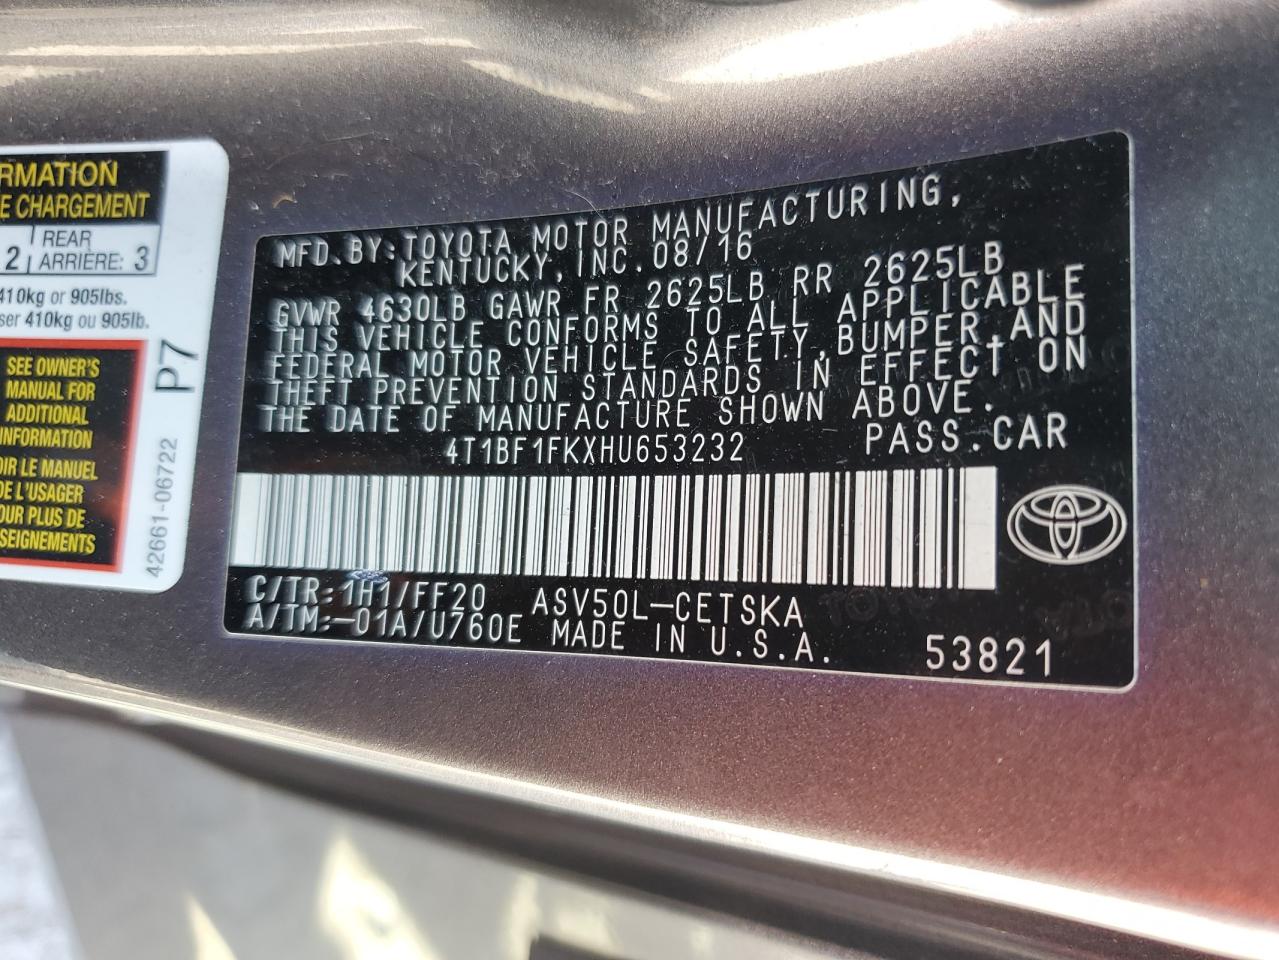 RMATION
E CHARGEMENT
2 REAR
ARRIÈRE: 3
410kg or 905lbs.
ser 410kg ou 905lb.
SEE OWNER'S
MANUAL FOR
ADDITIONAL
INFORMATION
OIR LE MANUEL
DE L'USAGER
OUR PLUS DE
SEIGNEMENTS
P7
42661-06722
MFD.BY:TOYOTA MOTOR MANUFACTURING,
KENTUCKY,INC.08/16
GVWR 4630LB GAWR FR 2625LB RR 2625LB
THIS VEHICLE CONFORMS TO ALL APPLICABLE
FEDERAL MOTOR VEHICLE SAFETY,BUMPER,AND
THEFT PREVENTION STANDARDS IN EFFECT ON
THE DATE OF MANUFACTURE SHOWN ABOVE.
4T1BF1FKXHU653232 PASS.CAR
C/TR:1H1/FF20 ASV50L-CETSKA
A/TM:-01A/U760E MADE IN U.S.A. 53821